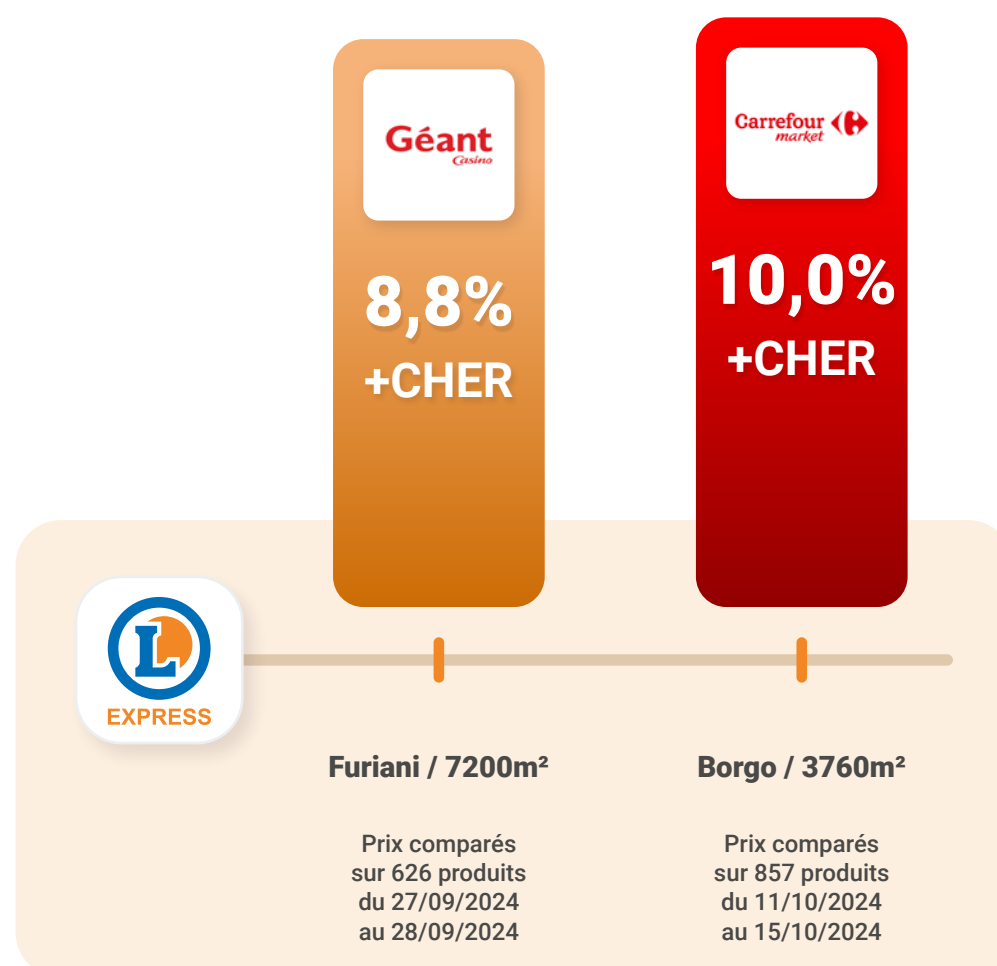 Géant
Casino
8,8%
+CHER
Carrefour
market
10,0%
+CHER
L
EXPRESS
Furiani / 7200m²
Prix comparés
sur 626 produits
du 27/09/2024
au 28/09/2024
Borgo / 3760m²
Prix comparés
sur 857 produits
du 11/10/2024
au 15/10/2024